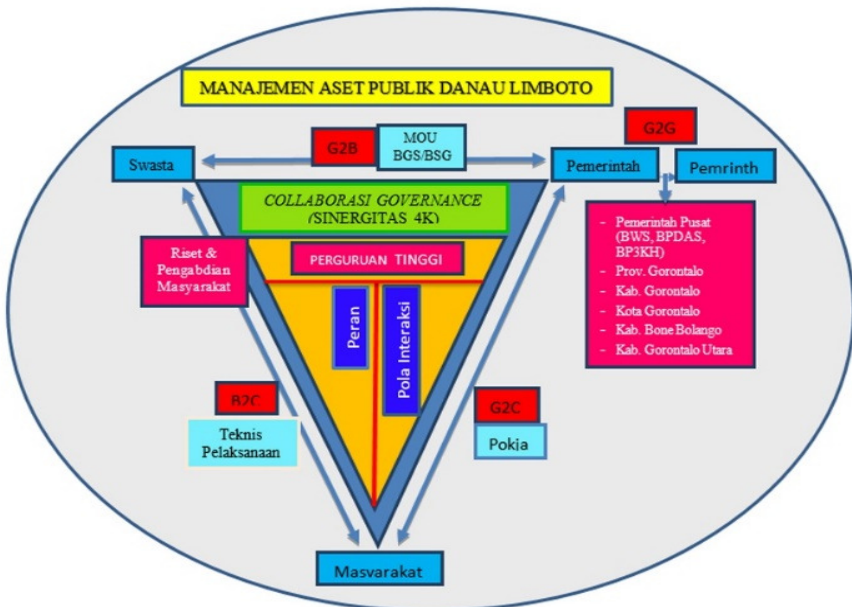 MANAJEMEN ASET PUBLIK DANAU LIMBOTO
G2G
G2B
MOU
BGS/BSG
Swasta
Pemerintah
Pemrinth
COLLABORASI GOVERNANCE
(SINERGITAS 4K)
PERGURUAN TINGGI
Riset &
Pengabdian
Masyarakat
Peran
Pola Interaksi
- Pemerintah Pusat
(BWS, BPDAS,
BP3KH)
- Prov. Gorontalo
- Kab. Gorontalo
- Kota Gorontalo
- Kab. Bone Bolango
- Kab. Gorontalo Utara
B2C
Teknis
Pelaksanaan
G2C
Pokja
Masyarakat